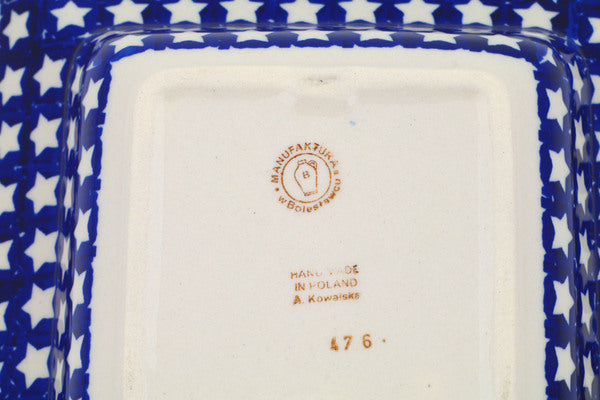 MANUFAKTURA
B
w Bolesławcu
HAND MADE
IN POLAND
A. Kowalska
476.